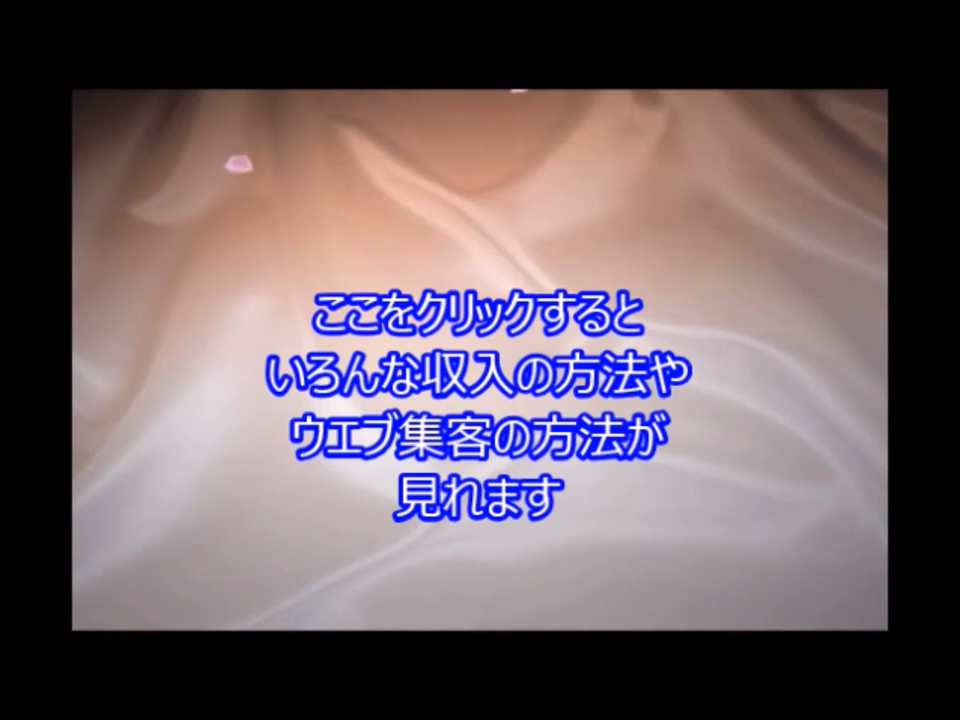 ここをクリックすると
いろんな収入の方法や
ウエブ集客の方法が
見れます